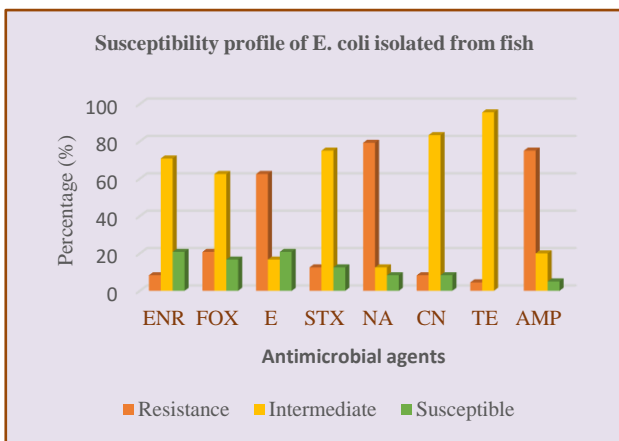 Susceptibility profile of E. coli isolated from fish
100
80
60
40
20
0
Percentage (%)
ENR FOX E STX NA CN TE AMP
Antimicrobial agents
Resistance Intermediate Susceptible